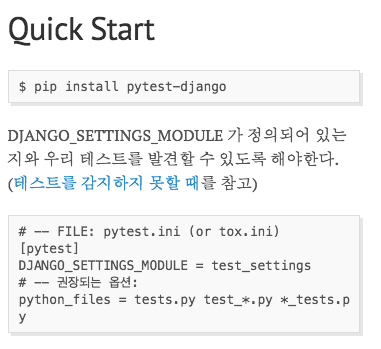 Quick Start
$ pip install pytest-django
DJANGO_SETTINGS_MODULE 가 정의되어 있는
지와 우리 테스트를 발견할 수 있도록 해야한다.
(테스트를 감지하지 못할 때를 참고)
# -- FILE: pytest.ini (or tox.ini)
[pytest]
DJANGO_SETTINGS_MODULE = test_settings
# -- 권장되는 옵션:
python_files = tests.py test_*.py *_tests.p
y